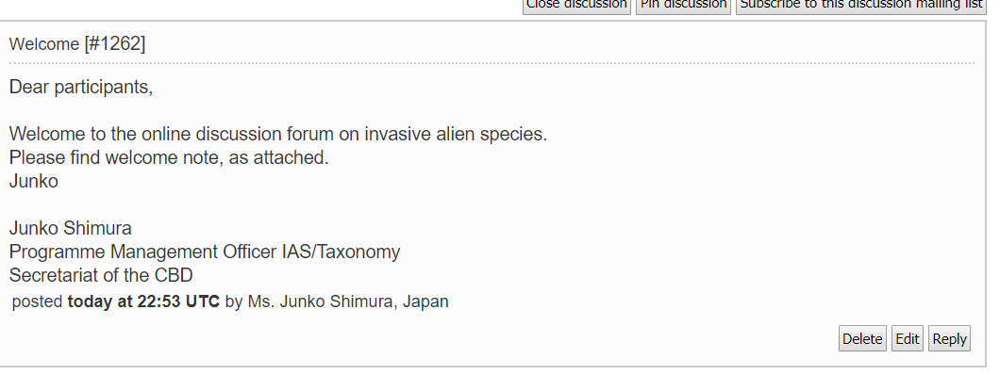 Close discussion Pin discussion Subscribe to this discussion mailing list
Welcome [#1262]
Dear participants,
Welcome to the online discussion forum on invasive alien species.
Please find welcome note, as attached.
Junko
Junko Shimura
Programme Management Officer IAS/Taxonomy
Secretariat of the CBD
posted today at 22:53 UTC by Ms. Junko Shimura, Japan
Delete Edit Reply